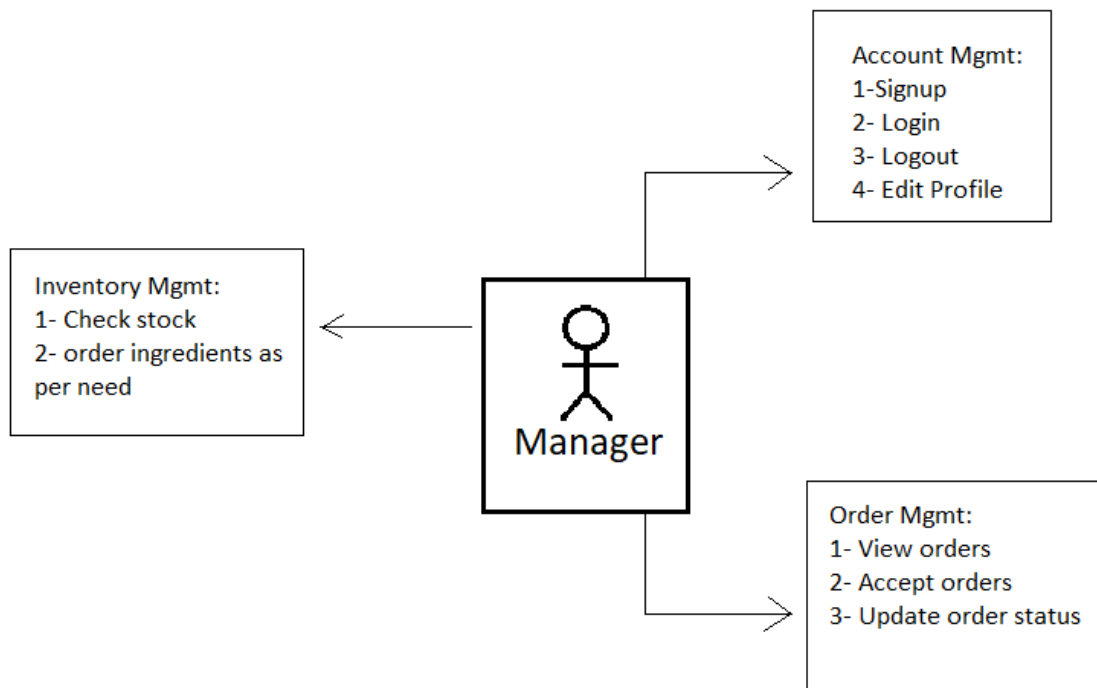 Account Mgmt:
1-Signup
2- Login
3- Logout
4- Edit Profile
Inventory Mgmt:
1- Check stock
2- order ingredients as
per need
Manager
Order Mgmt:
1- View orders
2- Accept orders
3- Update order status